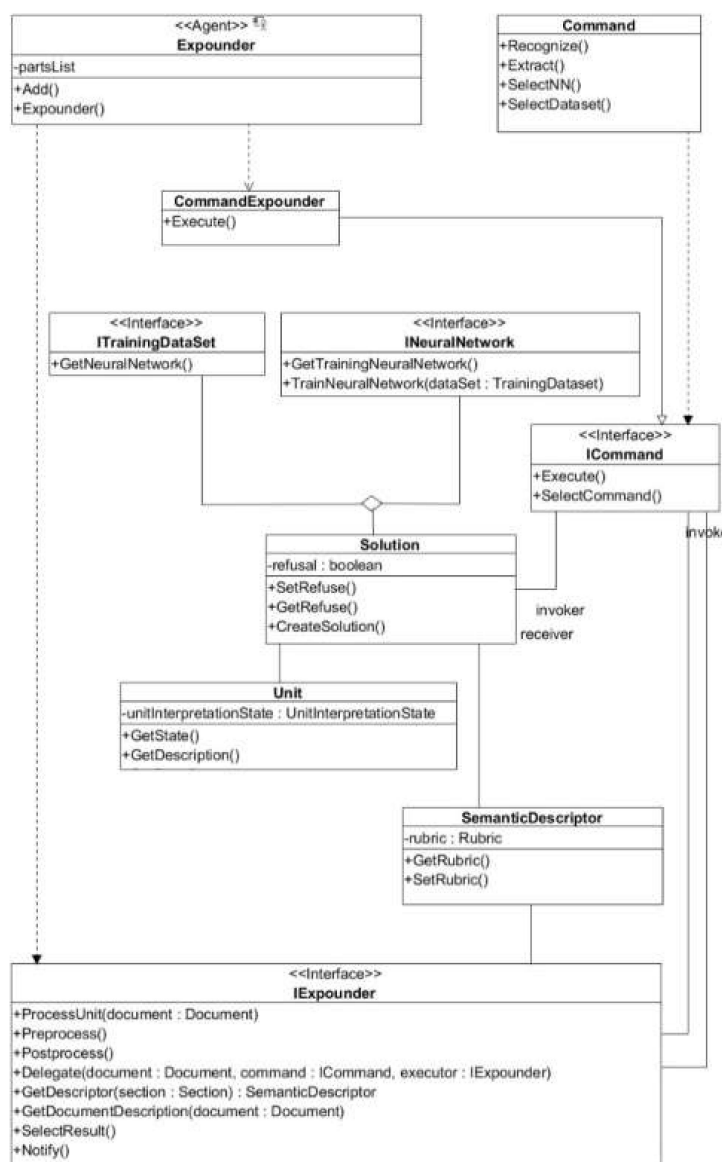 <<Agent>>
Expounder
-partsList
+Add()
+Expounder()
Command
+Recognize()
+Extract()
+SelectNN()
+SelectDataset()
CommandExpounder
+Execute()
<<Interface>>
ITrainingDataSet
+GetNeuralNetwork()
<<Interface>>
INeuralNetwork
+GetTrainingNeuralNetwork()
+TrainNeuralNetwork(dataSet : TrainingDataset)
<<Interface>>
ICommand
+Execute()
+SelectCommand()
invoke
Solution
-refusal : boolean
+SetRefuse()
+GetRefuse()
+CreateSolution()
invoker
receiver
Unit
-unitInterpretationState : UnitInterpretationState
+GetState()
+GetDescription()
SemanticDescriptor
-rubric : Rubric
+GetRubric()
+SetRubric()
<<Interface>>
IExpounder
+ProcessUnit(document : Document)
+Preprocess()
+Postprocess()
+Delegate(document : Document, command : ICommand, executor : IExpounder)
+GetDescriptor(section : Section) : SemanticDescriptor
+GetDocumentDescription(document : Document)
+SelectResult()
+Notify()